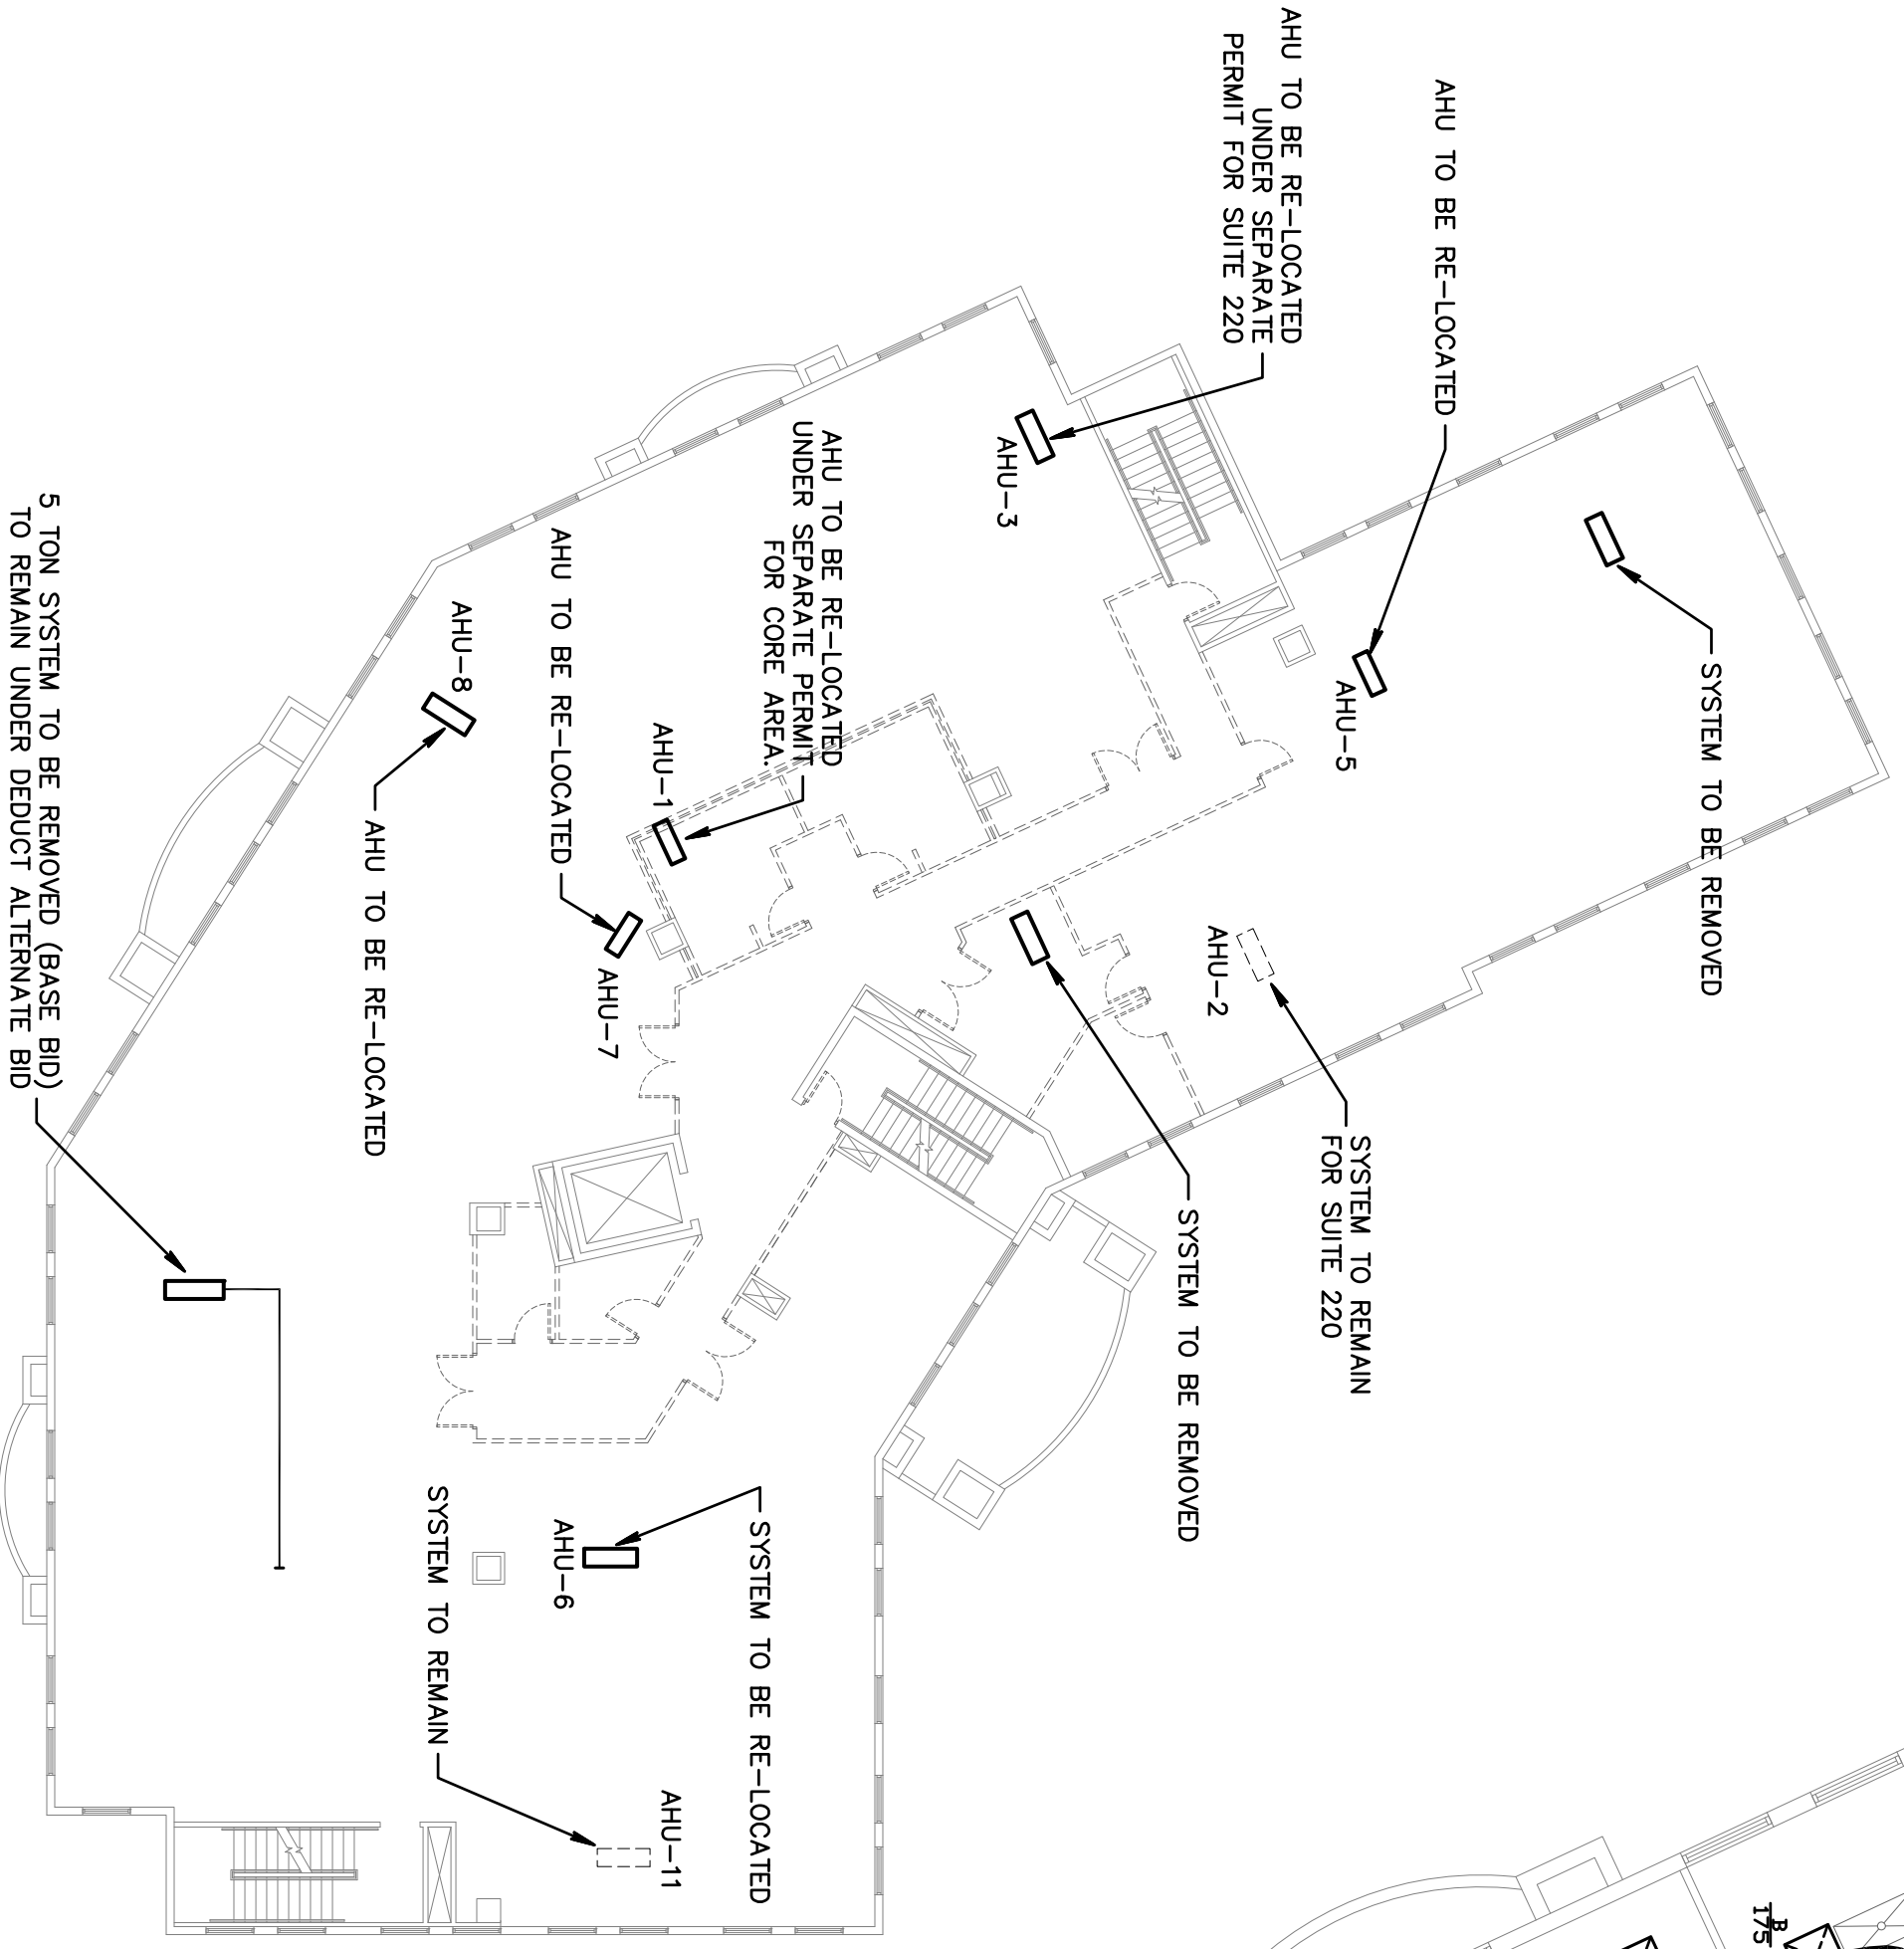 SYSTEM TO BE REMOVED
AHU TO BE RE-LOCATED
AHU-5
AHU TO BE RE-LOCATED
UNDER SEPARATE
PERMIT FOR SUITE 220
AHU-3
SYSTEM TO REMAIN
FOR SUITE 220
AHU-2
SYSTEM TO BE REMOVED
AHU TO BE RE-LOCATED
UNDER SEPARATE PERMIT
FOR CORE AREA.
AHU-1
AHU TO BE RE-LOCATED
AHU-7
AHU-8
AHU TO BE RE-LOCATED
SYSTEM TO BE RE-LOCATED
AHU-6
AHU-11
SYSTEM TO REMAIN
5 TON SYSTEM TO BE REMOVED (BASE BID)
TO REMAIN UNDER DEDUCT ALTERNATE BID
B
175